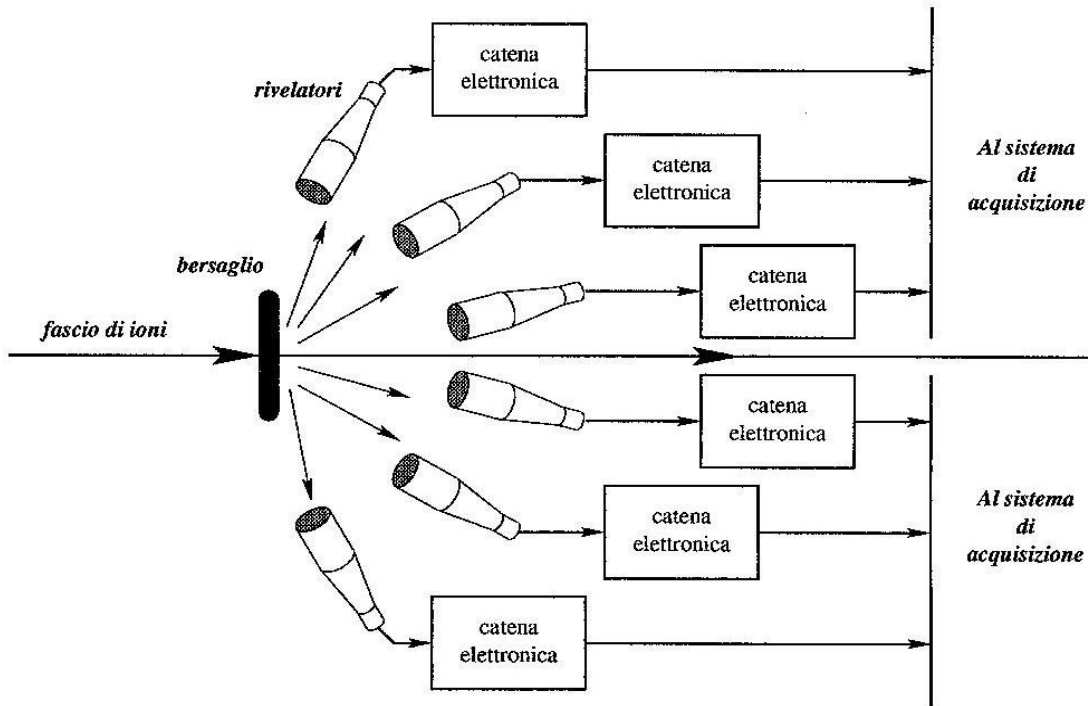 catena
elettronica
rivelatori
catena
elettronica
Al sistema
di
acquisizione
bersaglio
catena
elettronica
fascio di ioni
catena
elettronica
catena
elettronica
Al sistema
di
acquisizione
catena
elettronica